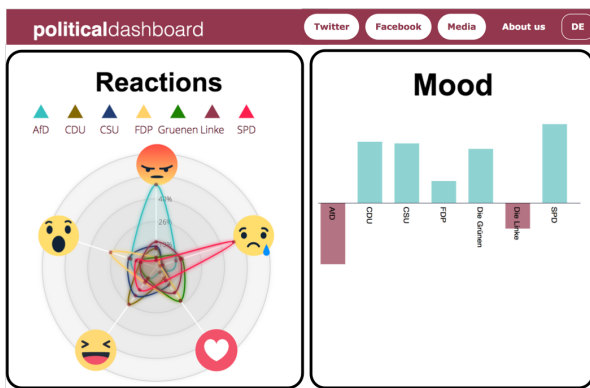 politicaldashboard
Twitter Facebook Media About us DE
Reactions
AfD CDU CSU FDP Gruenen Linke SPD
40%
26%
Mood
AfD
CDU
CSU
FDP
Die Grünen
Die Linke
SPD